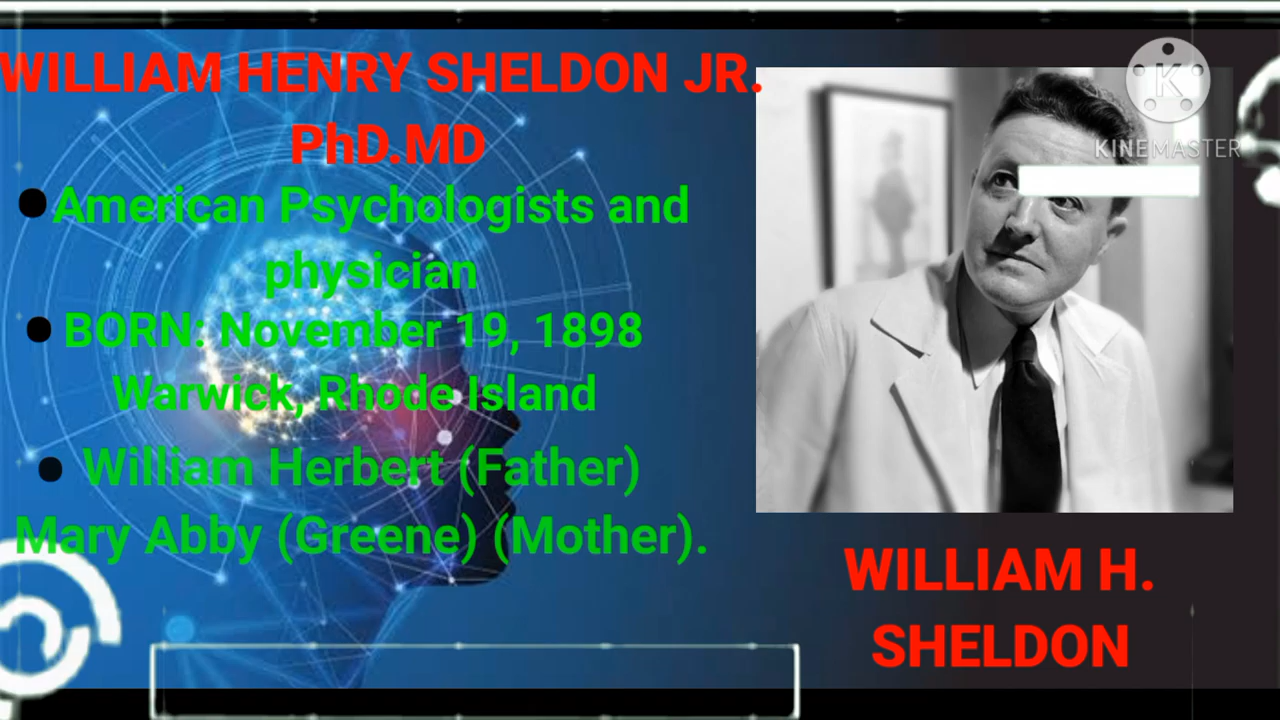 WILLIAM HENRY SHELDON JR.
PhD.MD
American Psychologists and
physician
BORN: November 19, 1898
Warwick, Rhode Island
William Herbert (Father)
Mary Abby (Greene) (Mother).
K
KINEMASTER
WILLIAM H.
SHELDON